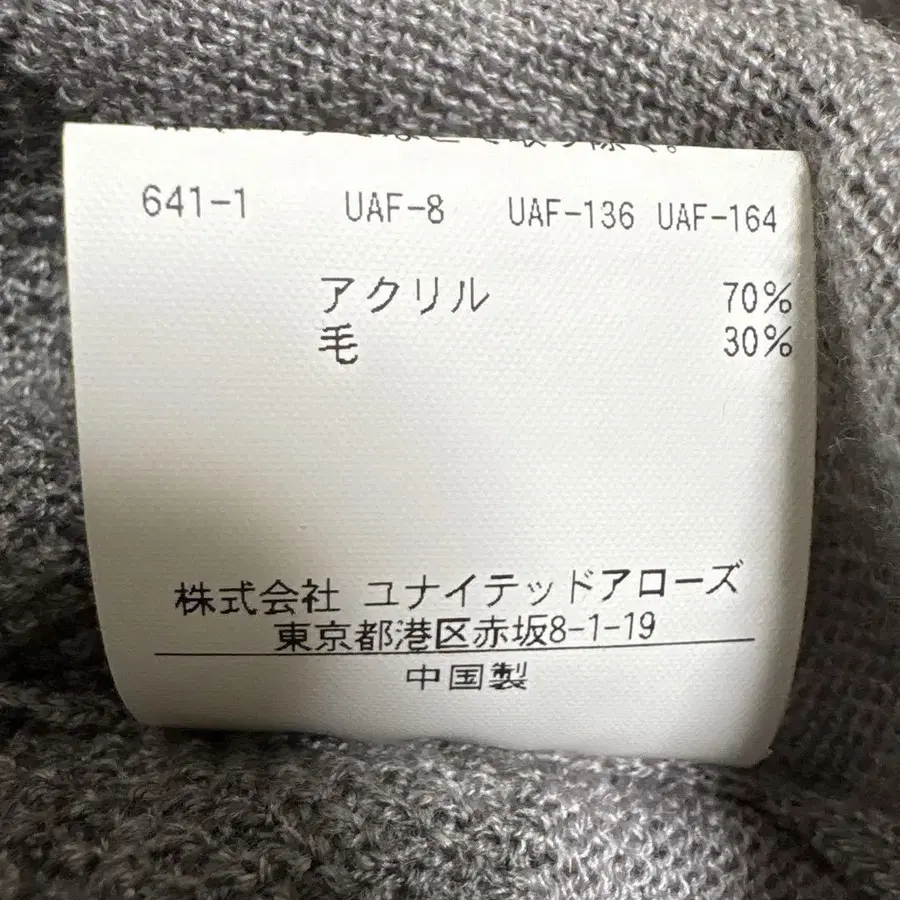 641-1 UAF-8 UAF-136 UAF-164
アクリル 70%
毛 30%
株式会社 ユナイテッドアローズ
東京都港区赤坂8-1-19
中国製